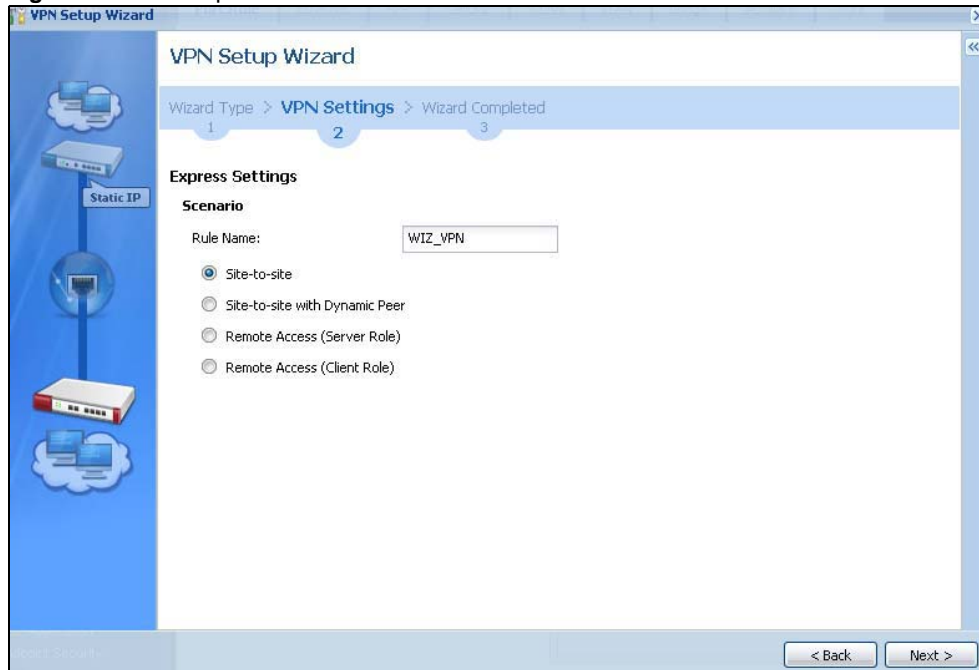 VPN Setup Wizard
VPN Setup Wizard
Wizard Type > VPN Settings > Wizard Completed
1 2 3
Static IP
Express Settings
Scenario
Rule Name: WIZ_VPN
Site-to-site
Site-to-site with Dynamic Peer
Remote Access (Server Role)
Remote Access (Client Role)
< Back Next >